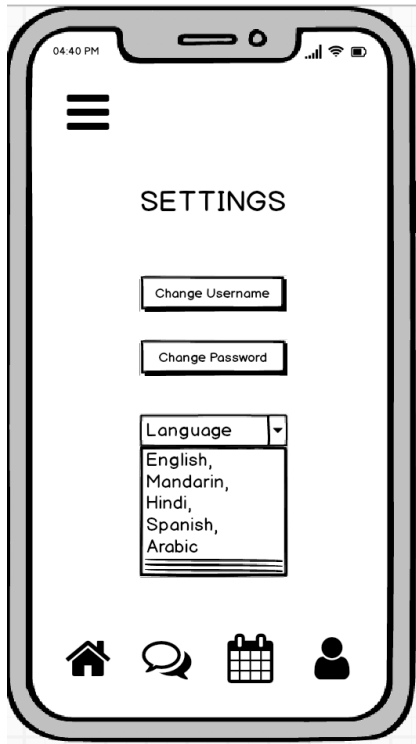 04:40 PM
SETTINGS
Change Username
Change Password
Language
English,
Mandarin,
Hindi,
Spanish,
Arabic